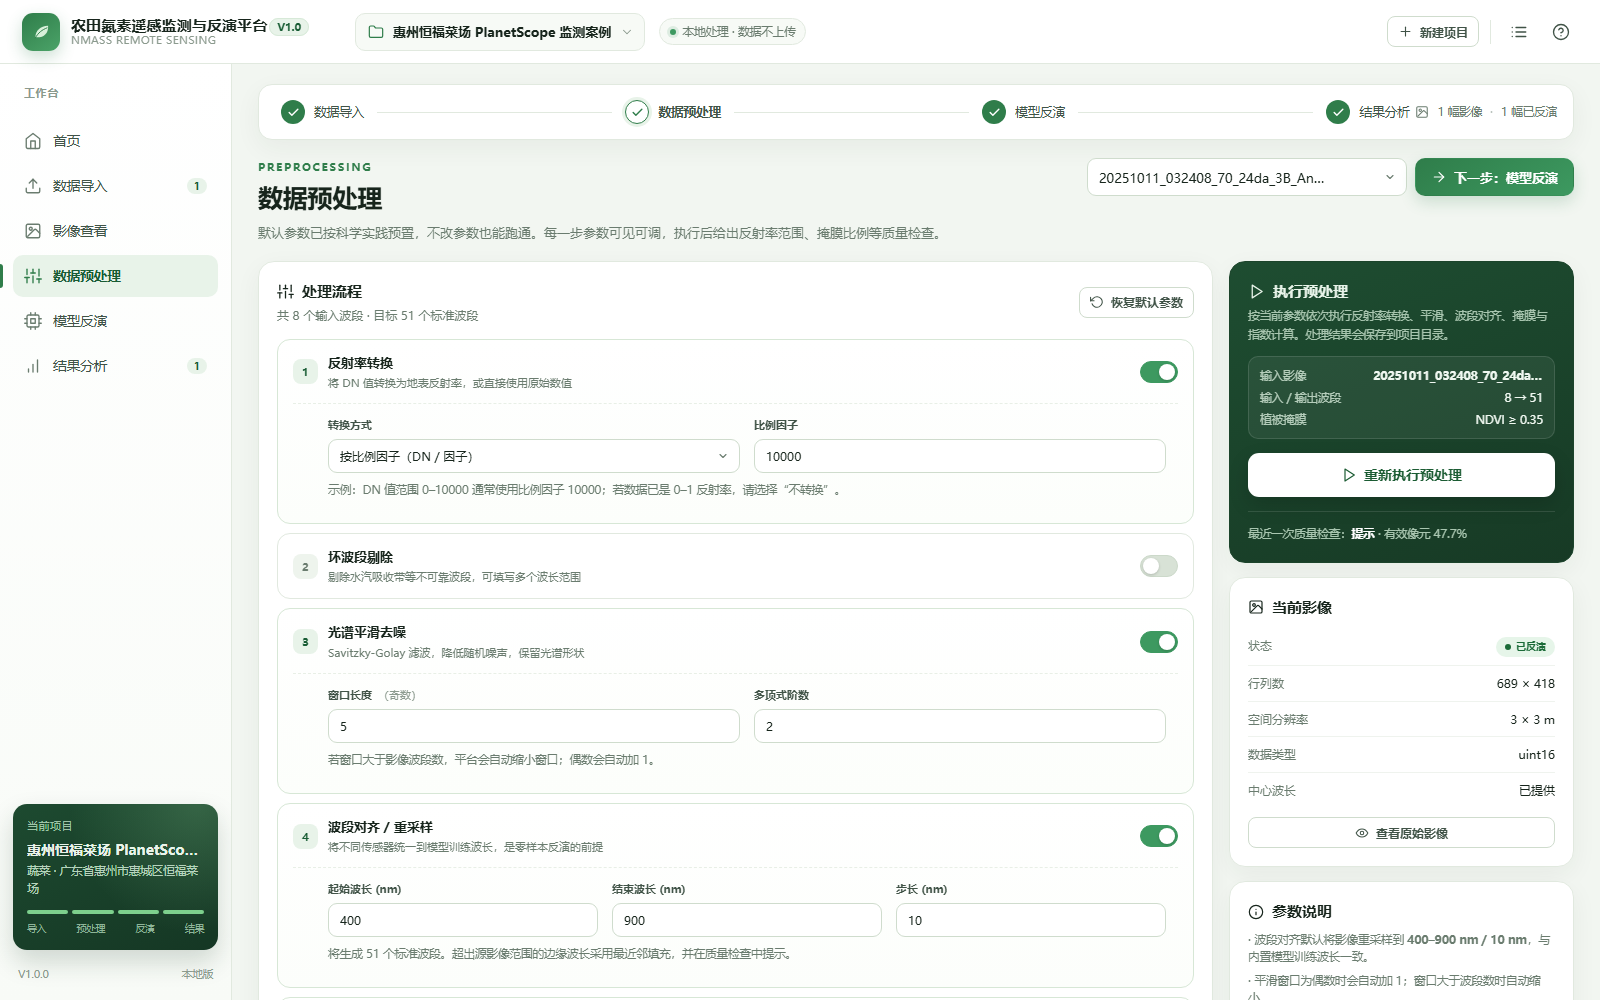 农田氮素遥感监测与反演平台 V1.0
NMASS REMOTE SENSING
惠州恒福菜场 PlanetScope 监测案例
本地处理 · 数据不上传
新建项目
工作台
首页
数据导入 1
影像查看
数据预处理
模型反演
结果分析 1
当前项目
惠州恒福菜场 PlanetSco...
蔬菜 · 广东省惠州市惠城区恒福菜
场
导入 预处理 反演 结果
V1.0.0 本地版
数据导入 数据预处理 模型反演 结果分析 1 幅影像 · 1 幅已反演
PREPROCESSING
数据预处理
默认参数已按科学实践预置，不改参数也能跑通。每一步参数可见可调，执行后给出反射率范围、掩膜比例等质量检查。
20251011_032408_70_24da_3B_An...
下一步：模型反演
处理流程
共 8 个输入波段 · 目标 51 个标准波段
恢复默认参数
1 反射率转换
将 DN 值转换为地表反射率，或直接使用原始数值
转换方式 比例因子
按比例因子（DN / 因子） 10000
示例：DN 值范围 0–10000 通常使用比例因子 10000；若数据已是 0–1 反射率，请选择“不转换”。
2 坏波段剔除
剔除水汽吸收带等不可靠波段，可填写多个波长范围
3 光谱平滑去噪
Savitzky-Golay 滤波，降低随机噪声，保留光谱形状
窗口长度 （奇数） 多项式阶数
5 2
若窗口大于影像波段数，平台会自动缩小窗口；偶数会自动加 1。
4 波段对齐 / 重采样
将不同传感器统一到模型训练波长，是零样本反演的前提
起始波长 (nm) 结束波长 (nm) 步长 (nm)
400 900 10
将生成 51 个标准波段。超出源影像范围的边缘波长采用最近邻填充，并在质量检查中提示。
执行预处理
按当前参数依次执行反射率转换、平滑、波段对齐、掩膜与
指数计算。处理结果会保存到项目目录。
输入影像 20251011_032408_70_24da...
输入 / 输出波段 8 → 51
植被掩膜 NDVI ≥ 0.35
重新执行预处理
最近一次质量检查：提示 · 有效像元 47.7%
当前影像
状态 已反演
行列数 689 × 418
空间分辨率 3 × 3 m
数据类型 uint16
中心波长 已提供
查看原始影像
参数说明
· 波段对齐默认将影像重采样到 400–900 nm / 10 nm，与
内置模型训练波长一致。
· 平滑窗口为偶数时会自动加 1；窗口大于波段数时自动缩
小。